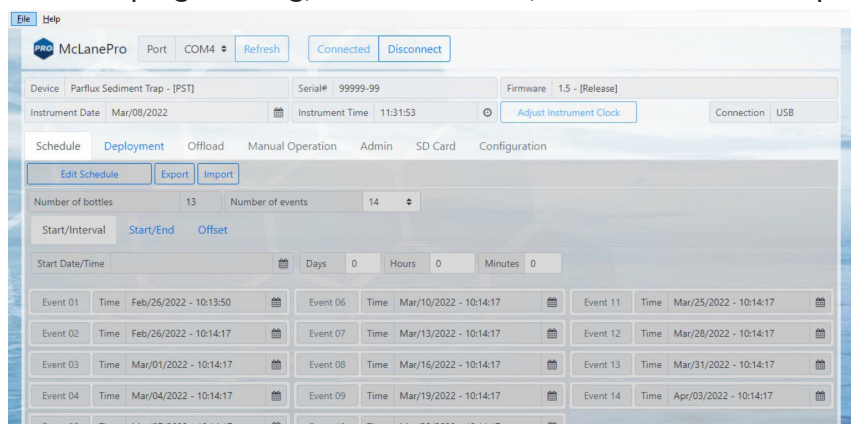 File Help
PRO McLanePro Port COM4 Refresh Connected Disconnect
Device Parflux Sediment Trap - [PST] Serial# 9999-99 Firmware 1.5 - [Release]
Instrument Date Mar/08/2022 Instrument Time 11:31:53 Adjust Instrument Clock Connection USB
Schedule Deployment Offload Manual Operation Admin SD Card Configuration
Edit Schedule Export Import
Number of bottles 13 Number of events 14
Start/Interval Start/End Offset
Start Date/Time Days 0 Hours 0 Minutes 0
Event 01 Time Feb/26/2022 - 10:13:50 Event 06 Time Mar/10/2022 - 10:14:17 Event 11 Time Mar/25/2022 - 10:14:17
Event 02 Time Feb/26/2022 - 10:14:17 Event 07 Time Mar/13/2022 - 10:14:17 Event 12 Time Mar/28/2022 - 10:14:17
Event 03 Time Mar/01/2022 - 10:14:17 Event 08 Time Mar/16/2022 - 10:14:17 Event 13 Time Mar/31/2022 - 10:14:17
Event 04 Time Mar/04/2022 - 10:14:17 Event 09 Time Mar/19/2022 - 10:14:17 Event 14 Time Apr/03/2022 - 10:14:17